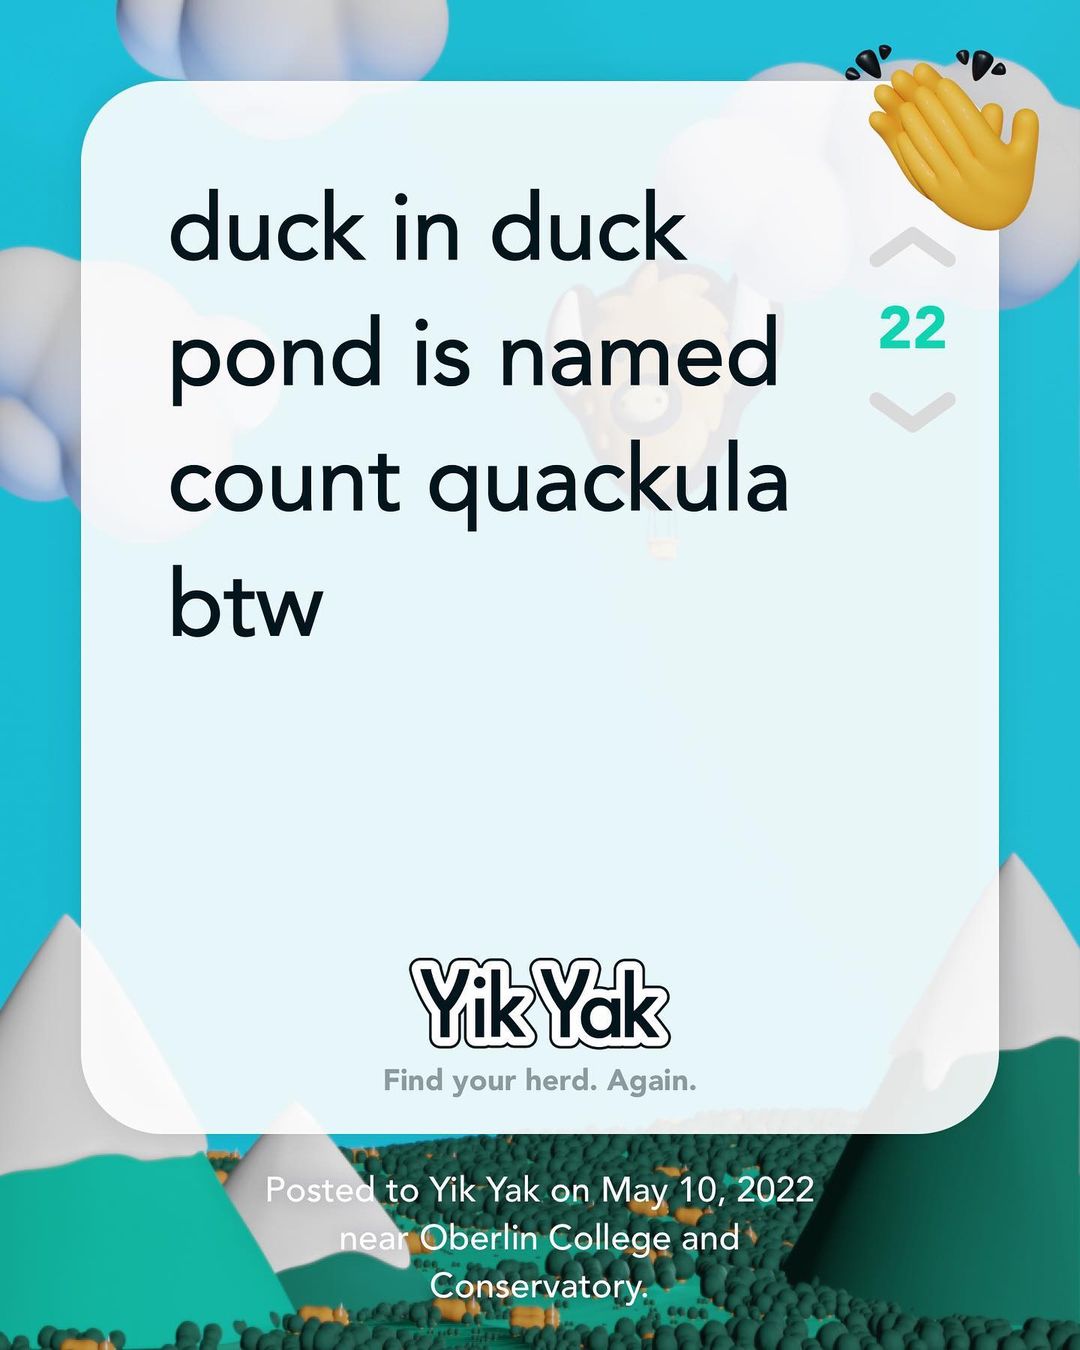 duck in duck
pond is named
count quackula
btw
22
Yik Yak
Find your herd. Again.
Posted to Yik Yak on May 10, 2022
near Oberlin College and
Conservatory.